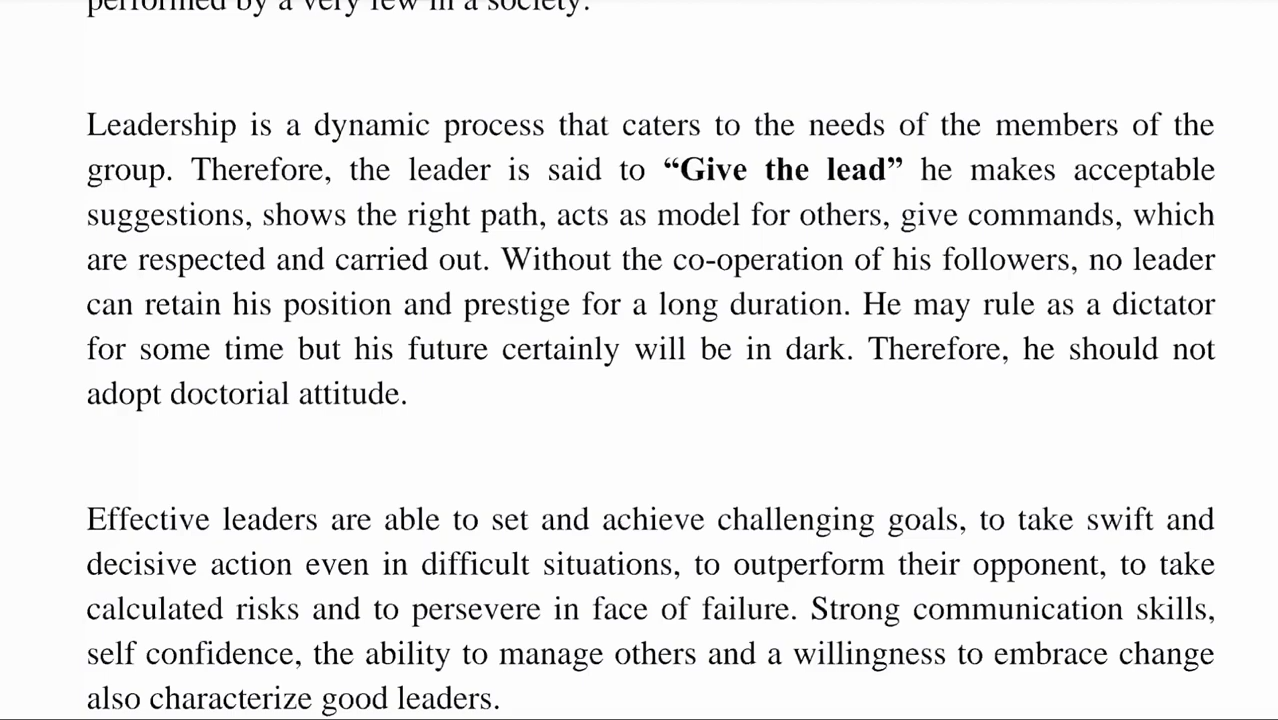 performed by a very few in a society.
Leadership is a dynamic process that caters to the needs of the members of the
group. Therefore, the leader is said to “Give the lead” he makes acceptable
suggestions, shows the right path, acts as model for others, give commands, which
are respected and carried out. Without the co-operation of his followers, no leader
can retain his position and prestige for a long duration. He may rule as a dictator
for some time but his future certainly will be in dark. Therefore, he should not
adopt doctorial attitude.
Effective leaders are able to set and achieve challenging goals, to take swift and
decisive action even in difficult situations, to outperform their opponent, to take
calculated risks and to persevere in face of failure. Strong communication skills,
self confidence, the ability to manage others and a willingness to embrace change
also characterize good leaders.